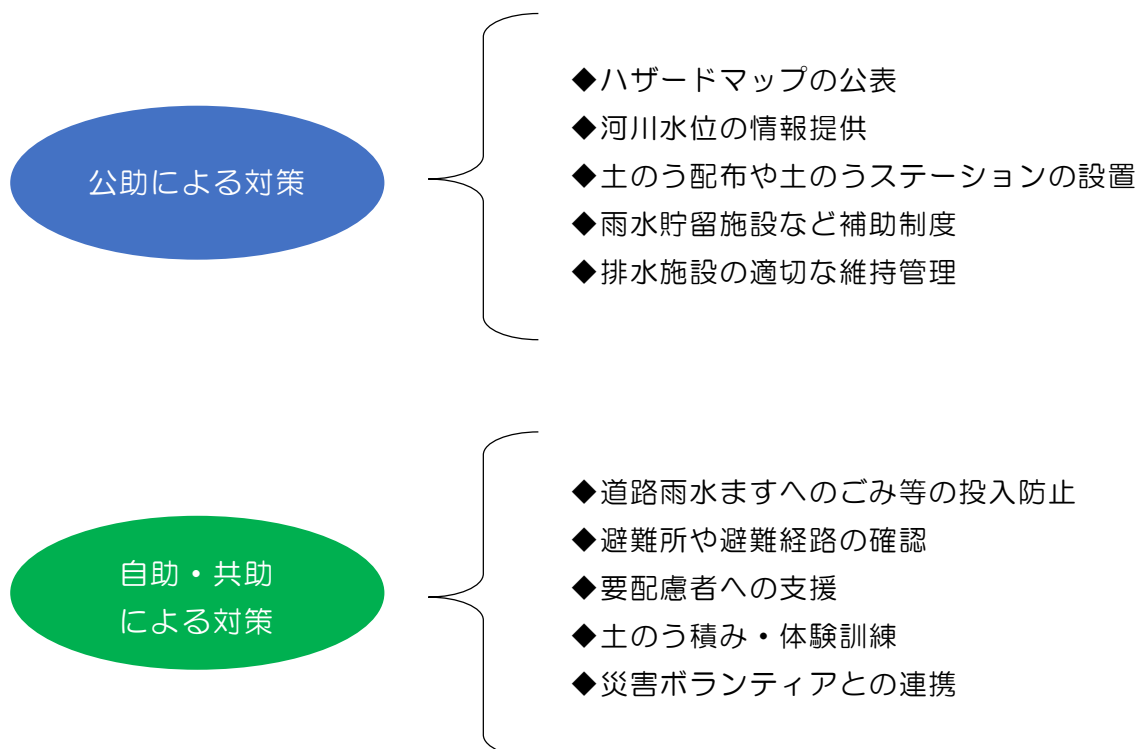 公助による対策
◆ハザードマップの公表
◆河川水位の情報提供
◆土のう配布や土のうステーションの設置
◆雨水貯留施設など補助制度
◆排水施設の適切な維持管理
自助・共助
による対策
◆道路雨水ますへのごみ等の投入防止
◆避難所や避難経路の確認
◆要配慮者への支援
◆土のう積み・体験訓練
◆災害ボランティアとの連携